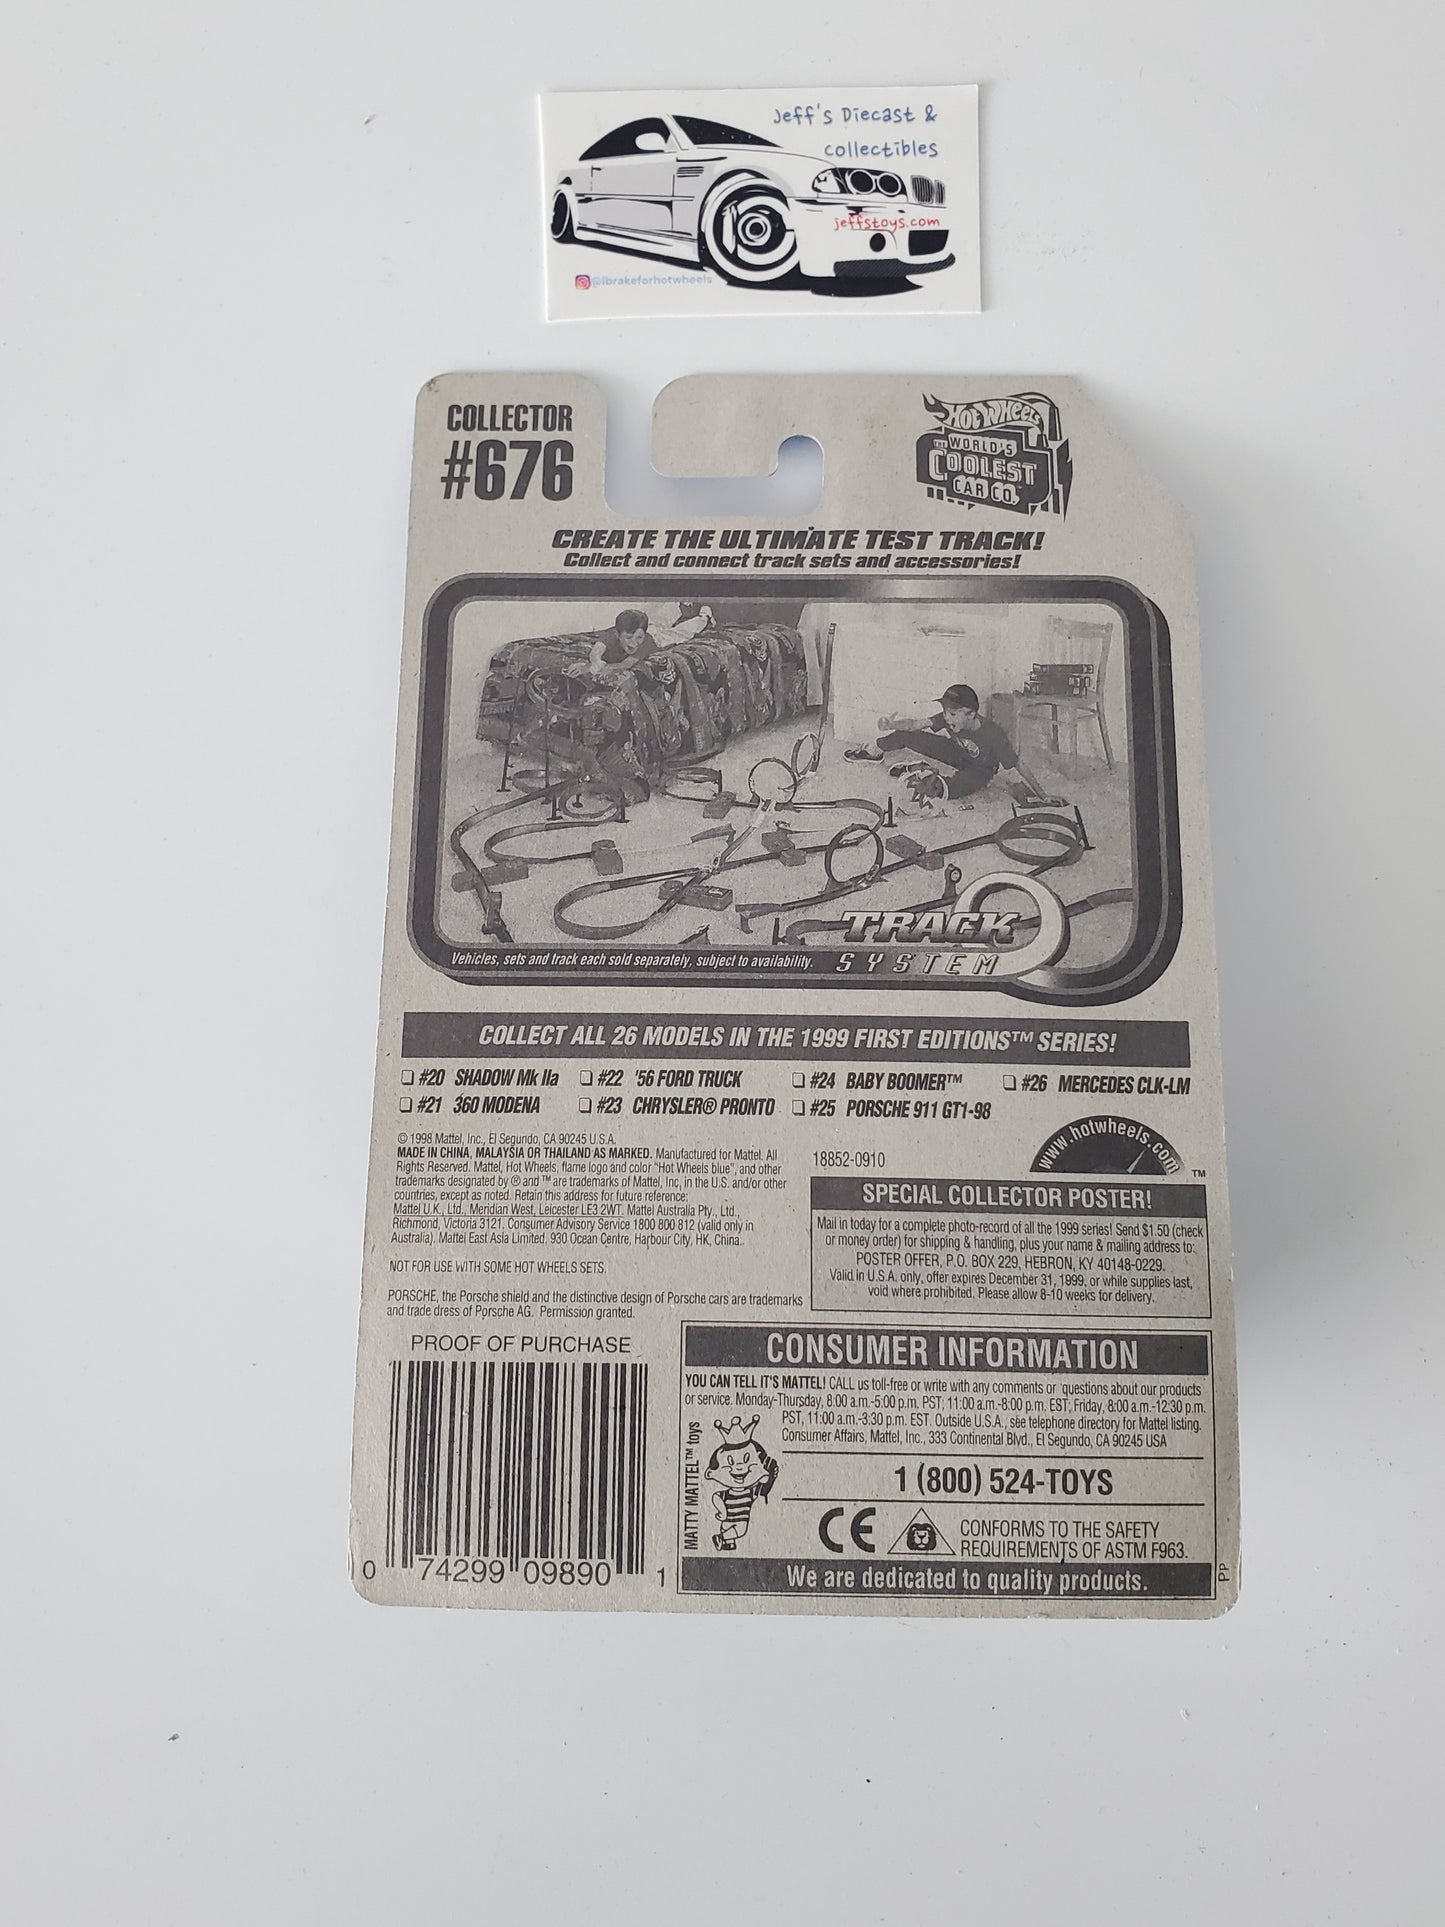 Jeff's Diecast &
collectibles
jeffstoys.com
@ibrakeforhotwheels
COLLECTOR
#676
HOT WHEELS
THE WORLD'S
COOLEST
CAR CO.™
CREATE THE ULTIMATE TEST TRACK!
Collect and connect track sets and accessories!
TRACK
SYSTEM
Vehicles, sets and track each sold separately, subject to availability.
COLLECT ALL 26 MODELS IN THE 1999 FIRST EDITIONS™ SERIES!
#20 SHADOW Mk IIa #22 '56 FORD TRUCK #24 BABY BOOMER™ #26 MERCEDES CLK-LM
#21 360 MODENA #23 CHRYSLER® PRONTO #25 PORSCHE 911 GT1-98
© 1998 Mattel, Inc., El Segundo, CA 90245 U.S.A.
MADE IN CHINA, MALAYSIA OR THAILAND AS MARKED. Manufactured for Mattel. All
Rights Reserved. Mattel, Hot Wheels, flame logo and color "Hot Wheels blue", and other
trademarks designated by ® and ™ are trademarks of Mattel, Inc, in the U.S. and/or other
countries, except as noted. Retain this address for future reference:
Mattel U.K., Ltd., Meridian West, Leicester LE3 2WT. Mattel Australia Pty., Ltd.,
Richmond, Victoria 3121. Consumer Advisory Service 1800 800 812 (valid only in
Australia). Mattel East Asia Limited, 930 Ocean Centre, Harbour City, HK, China..
NOT FOR USE WITH SOME HOT WHEELS SETS.
PORSCHE, the Porsche shield and the distinctive design of Porsche cars are trademarks
and trade dress of Porsche AG. Permission granted.
www.hotwheels.com ™
18852-0910
SPECIAL COLLECTOR POSTER!
Mail in today for a complete photo-record of all the 1999 series! Send $1.50 (check
or money order) for shipping & handling, plus your name & mailing address to:
POSTER OFFER, P.O. BOX 229, HEBRON, KY 40148-0229.
Valid in U.S.A. only, offer expires December 31, 1999, or while supplies last,
void where prohibited. Please allow 8-10 weeks for delivery.
PROOF OF PURCHASE
0 74299 09890 1
CONSUMER INFORMATION
YOU CAN TELL IT'S MATTEL! CALL us toll-free or write with any comments or questions about our products
or service. Monday-Thursday, 8:00 a.m.-5:00 p.m. PST; 11:00 a.m.-8:00 p.m. EST; Friday, 8:00 a.m.-12:30 p.m.
PST, 11:00 a.m.-3:30 p.m. EST. Outside U.S.A., see telephone directory for Mattel listing.
Consumer Affairs, Mattel, Inc., 333 Continental Blvd., El Segundo, CA 90245 USA
MATTY MATTEL™ toys
1 (800) 524-TOYS
CE
CONFORMS TO THE SAFETY
REQUIREMENTS OF ASTM F963.
We are dedicated to quality products.
PP